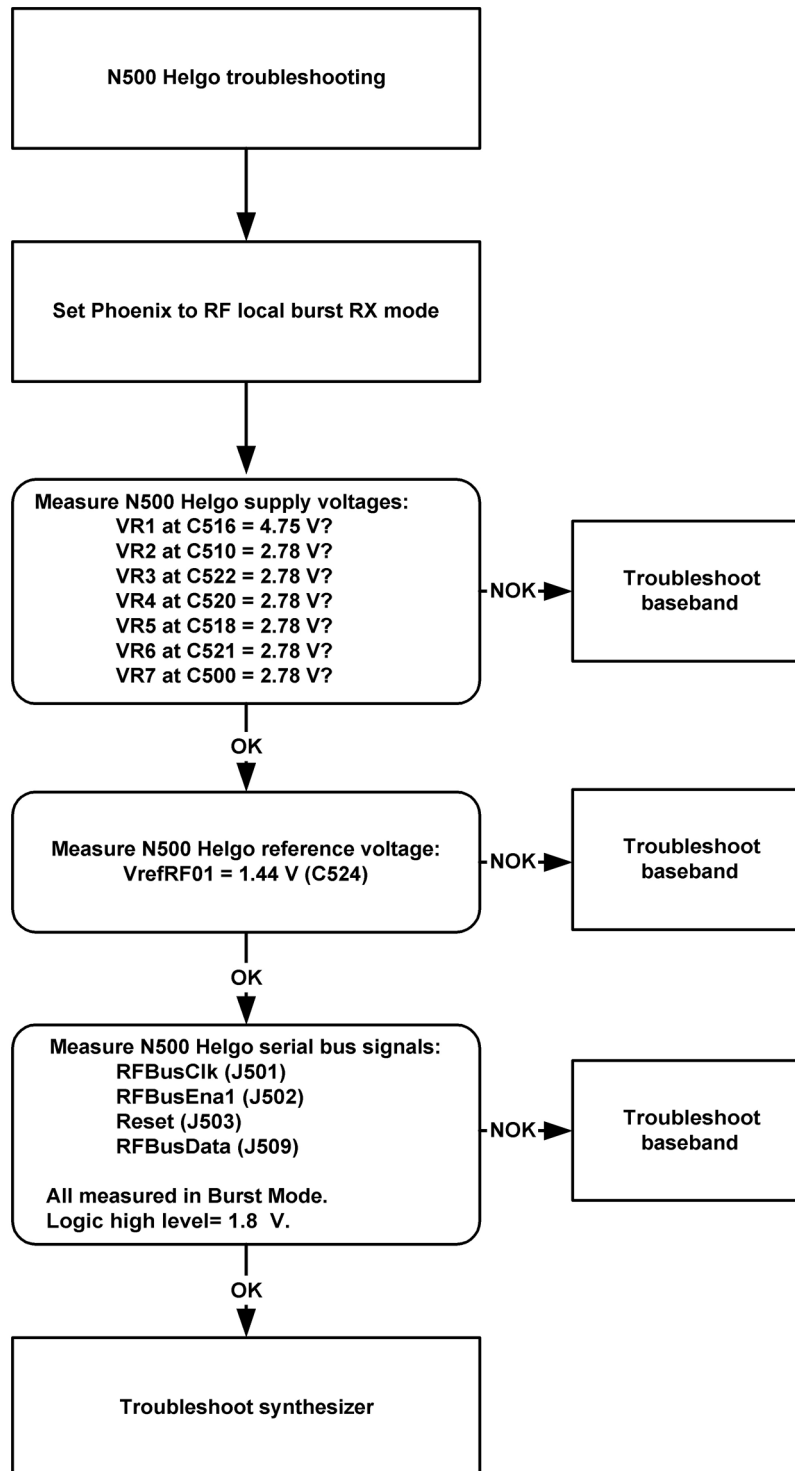 N500 Helgo troubleshooting
Set Phoenix to RF local burst RX mode
Measure N500 Helgo supply voltages:
VR1 at C516 = 4.75 V?
VR2 at C510 = 2.78 V?
VR3 at C522 = 2.78 V?
VR4 at C520 = 2.78 V?
VR5 at C518 = 2.78 V?
VR6 at C521 = 2.78 V?
VR7 at C500 = 2.78 V?
NOK
Troubleshoot
baseband
OK
Measure N500 Helgo reference voltage:
VrefRF01 = 1.44 V (C524)
NOK
Troubleshoot
baseband
OK
Measure N500 Helgo serial bus signals:
RFBusClk (J501)
RFBusEna1 (J502)
Reset (J503)
RFBusData (J509)
All measured in Burst Mode.
Logic high level= 1.8 V.
NOK
Troubleshoot
baseband
OK
Troubleshoot synthesizer